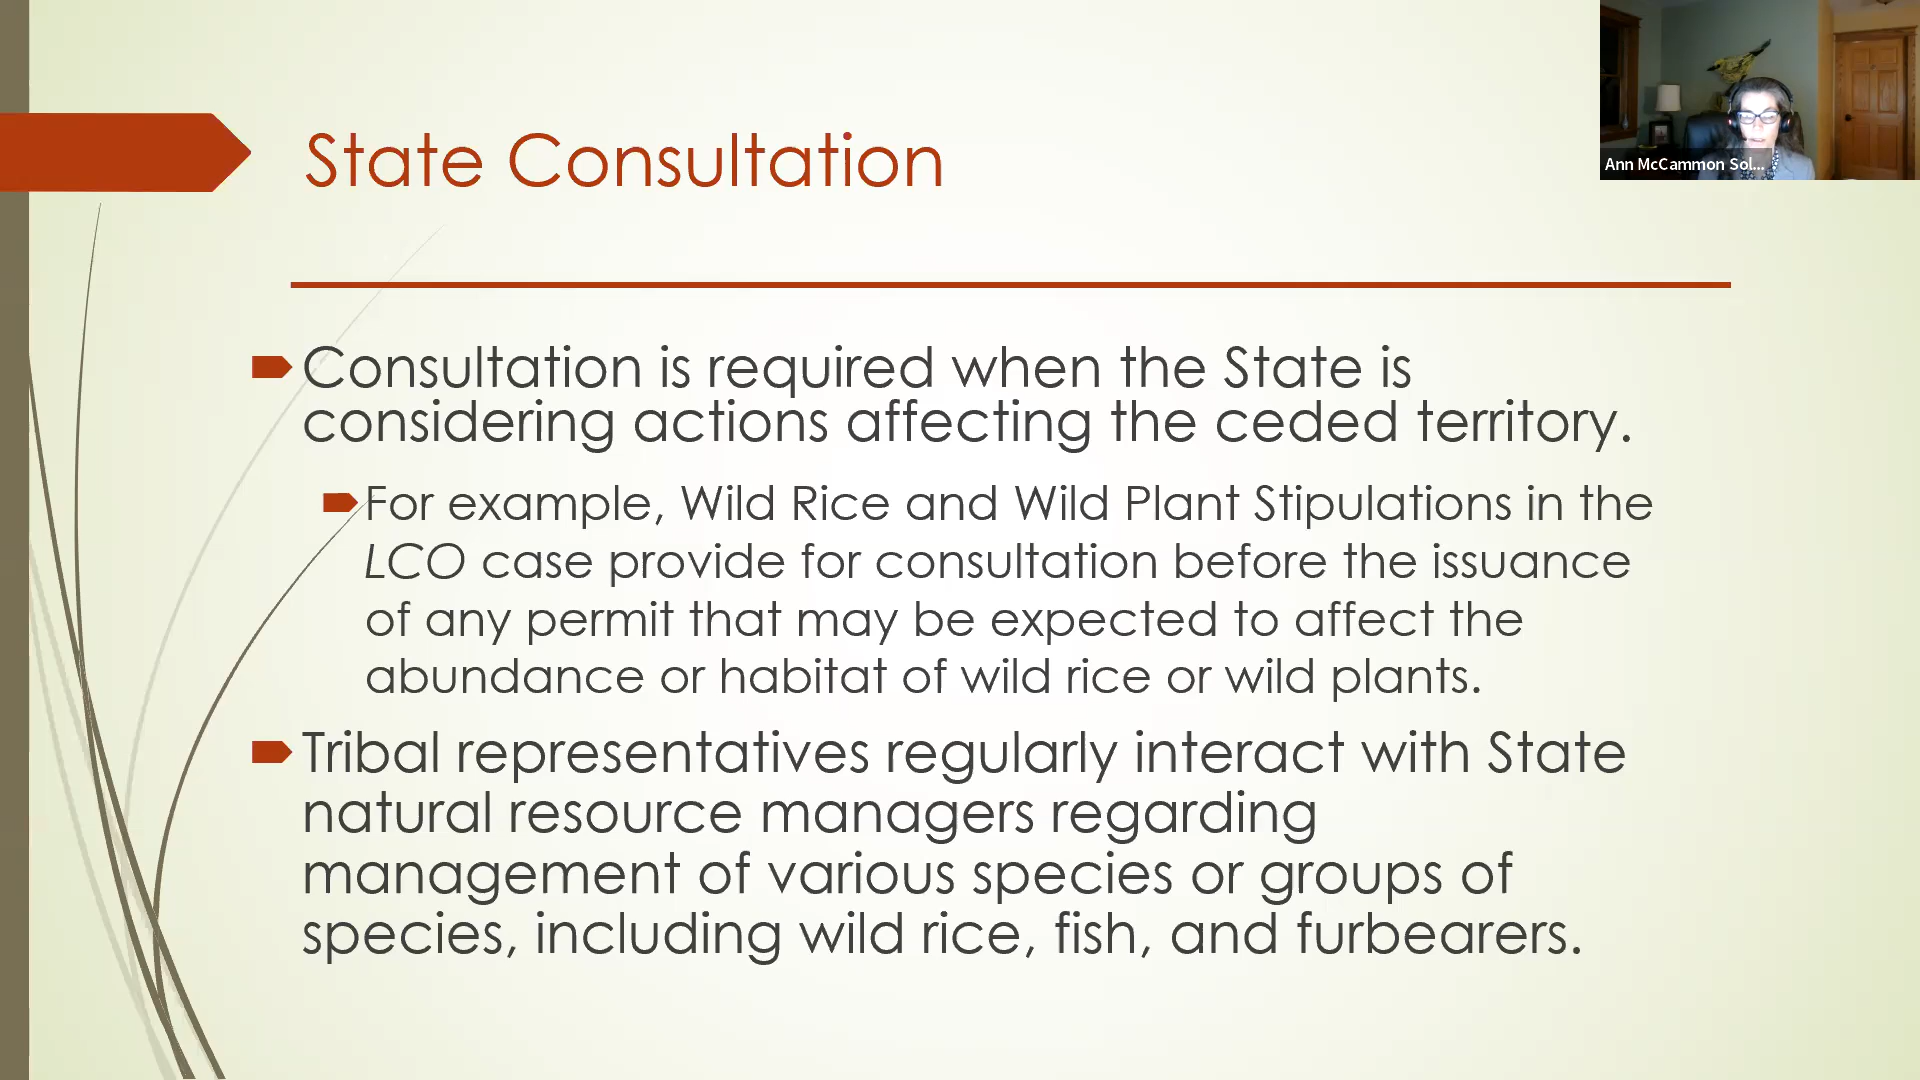 Ann McCammon Sol...
State Consultation
Consultation is required when the State is
considering actions affecting the ceded territory.
For example, Wild Rice and Wild Plant Stipulations in the
LCO case provide for consultation before the issuance
of any permit that may be expected to affect the
abundance or habitat of wild rice or wild plants.
Tribal representatives regularly interact with State
natural resource managers regarding
management of various species or groups of
species, including wild rice, fish, and furbearers.